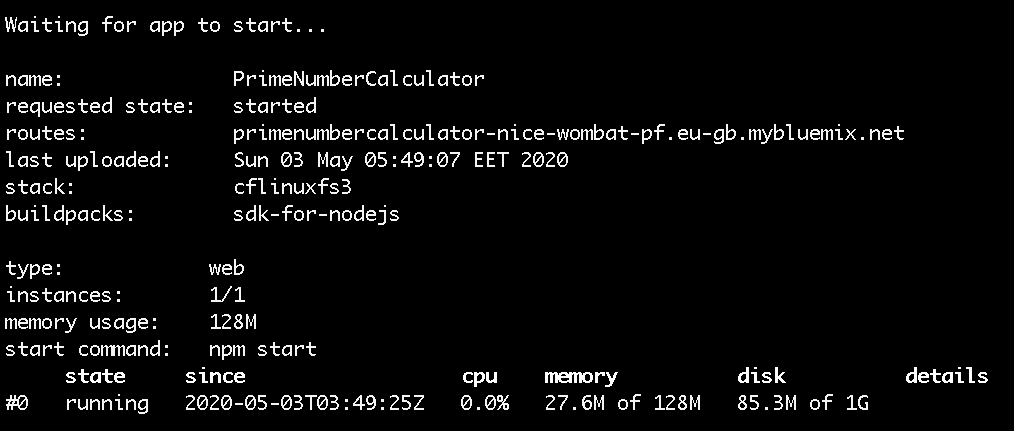 Waiting for app to start...
name: PrimeNumberCalculator
requested state: started
routes: primenumbercalculator-nice-wombat-pf.eu-gb.mybluemix.net
last uploaded: Sun 03 May 05:49:07 EET 2020
stack: cflinuxfs3
buildpacks: sdk-for-nodejs
type: web
instances: 1/1
memory usage: 128M
start command: npm start
state since cpu memory disk details
#0 running 2020-05-03T03:49:25Z 0.0% 27.6M of 128M 85.3M of 1G